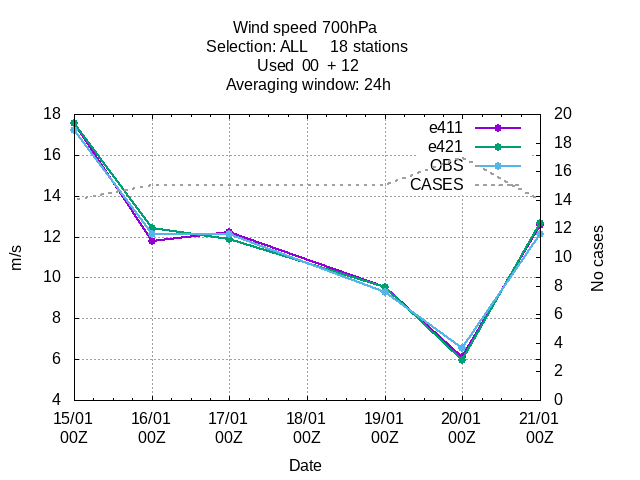 Wind speed 700hPa
Selection: ALL 18 stations
Used 00 + 12
Averaging window: 24h
18 20
16 18
14 16
12 14
10 12
8 10
6 8
4 6
4
2
0
e411
e421
OBS
CASES
m/s
No cases
15/01 16/01 17/01 18/01 19/01 20/01 21/01
00Z 00Z 00Z 00Z 00Z 00Z 00Z
Date